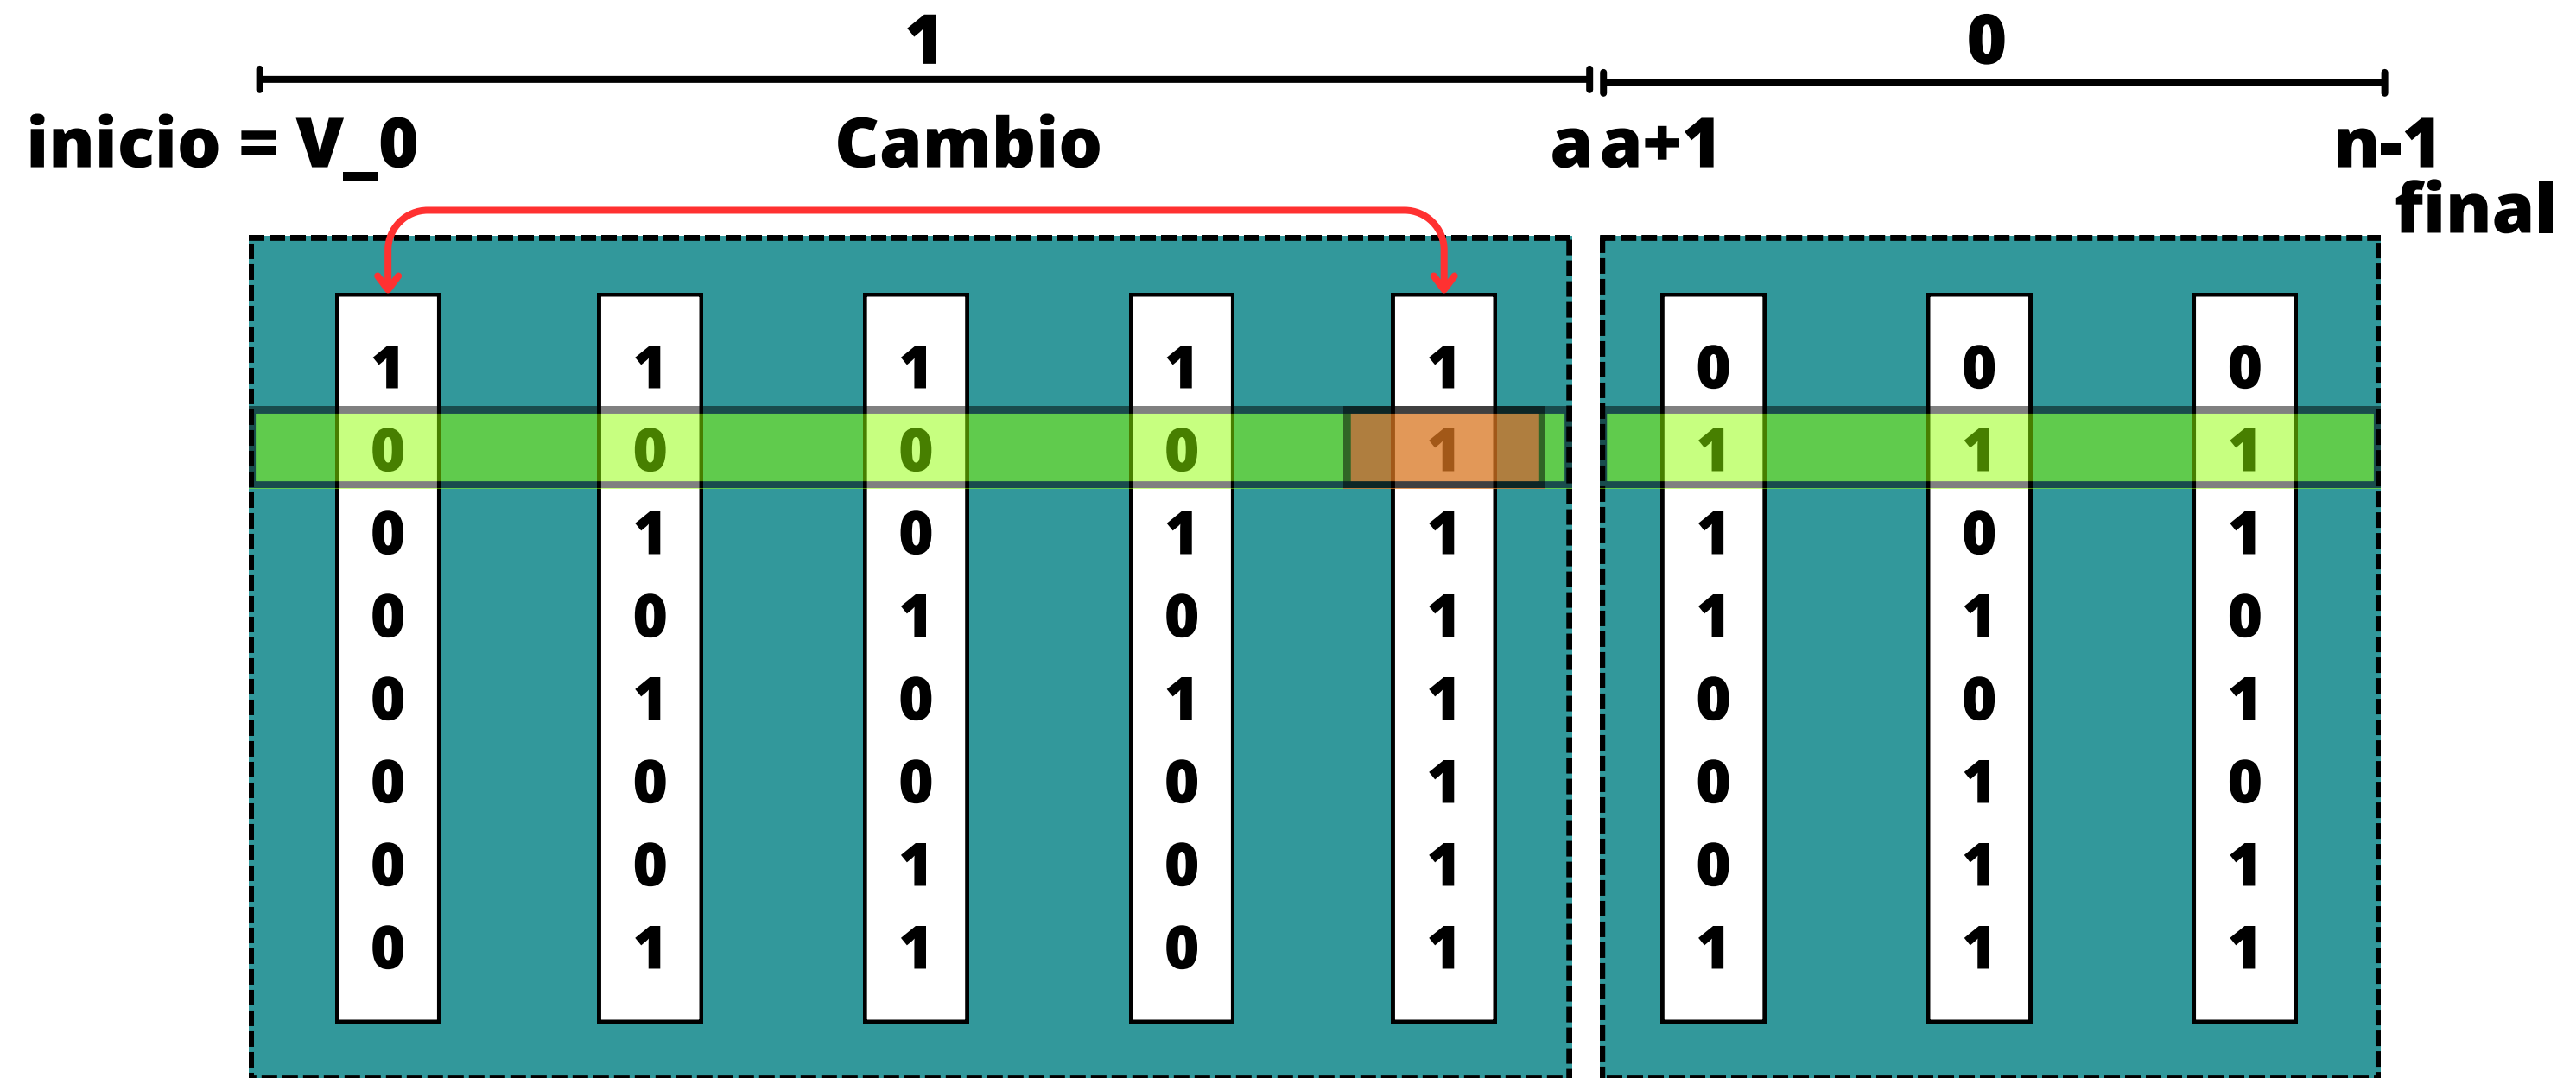 1 0
inicio = V_0 Cambio a a+1 n-1
final
1 1 1 1 1 0 0 0
0 0 0 0 1 1 1 1
0 1 0 1 1 1 0 1
0 0 1 0 1 1 1 0
0 1 0 1 1 0 0 1
0 0 0 0 1 0 1 0
0 0 1 0 1 0 1 1
0 1 1 0 1 1 1 1